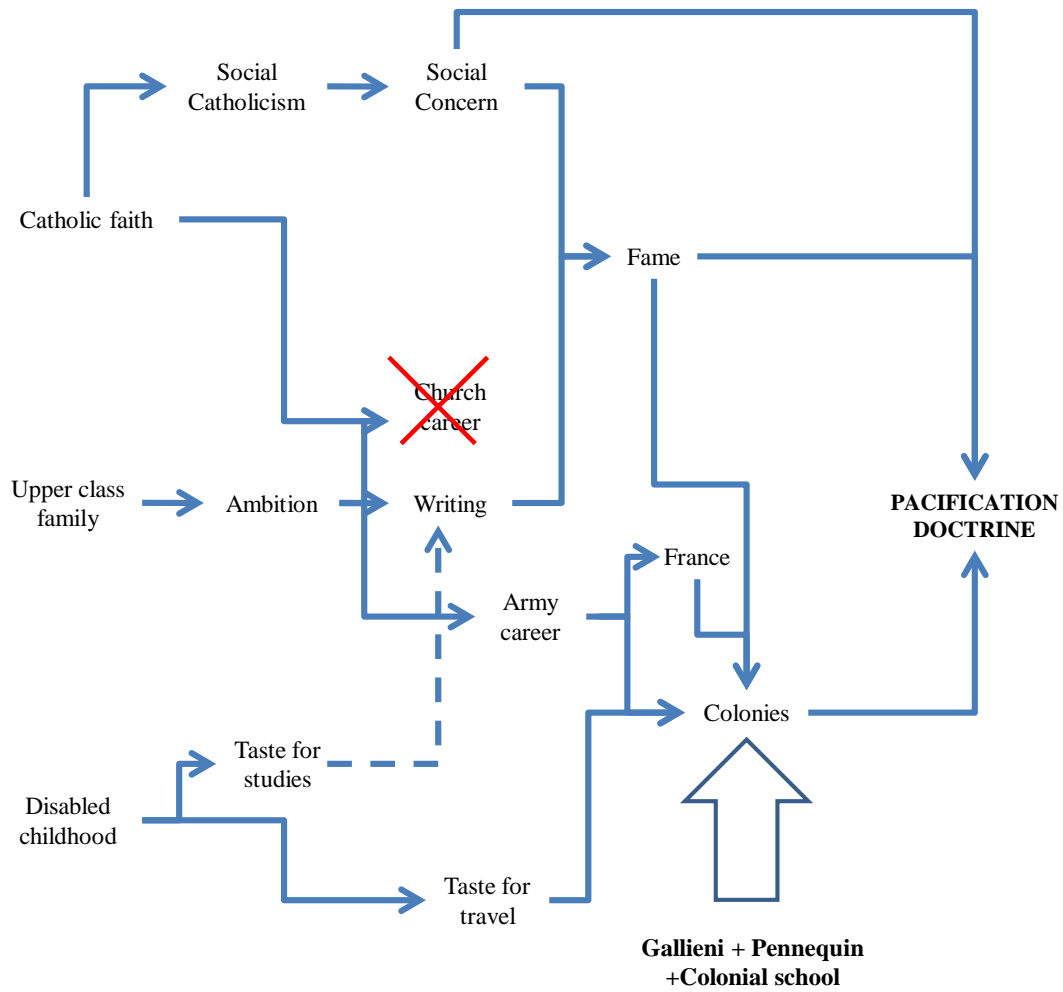 Social
Catholicism
Social
Concern
Catholic faith
Fame
Church
career
Upper class
family
Ambition
Writing
PACIFICATION
DOCTRINE
France
Army
career
Colonies
Taste for
studies
Disabled
childhood
Taste for
travel
Gallieni + Pennequin
+Colonial school